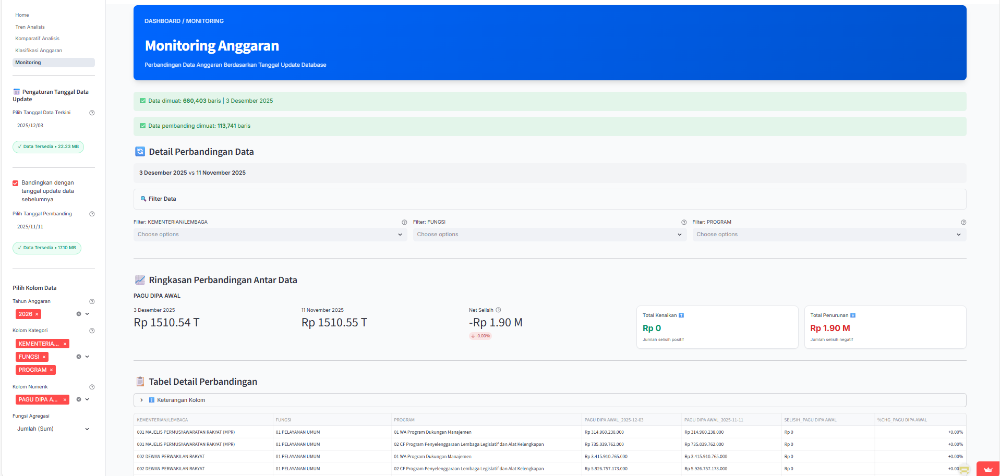 Home
Tren Analisis
Komparatif Analisis
Klasifikasi Anggaran
Monitoring
Pengaturan Tanggal Data
Update
Pilih Tanggal Data Terkini
2025/12/03
✓ Data Tersedia • 22.23 MB
Bandingkan dengan
tanggal update data
sebelumnya
Pilih Tanggal Pembanding
2025/11/11
✓ Data Tersedia • 17.10 MB
Pilih Kolom Data
Tahun Anggaran
2026 ×
Kolom Kategori
KEMENTERIA... ×
FUNGSI ×
PROGRAM ×
Kolom Numerik
PAGU DIPA A... ×
Fungsi Agregasi
Jumlah (Sum)
DASHBOARD / MONITORING
Monitoring Anggaran
Perbandingan Data Anggaran Berdasarkan Tanggal Update Database
Data dimuat: 660,403 baris | 3 Desember 2025
Data pembanding dimuat: 113,741 baris
Detail Perbandingan Data
3 Desember 2025 vs 11 November 2025
Filter Data
Filter: KEMENTERIAN/LEMBAGA
Choose options
Filter: FUNGSI
Choose options
Filter: PROGRAM
Choose options
Ringkasan Perbandingan Antar Data
PAGU DIPA AWAL
3 Desember 2025
Rp 1510.54 T
11 November 2025
Rp 1510.55 T
Net Selisih
-Rp 1.90 M
-0.00%
Total Kenaikan
Rp 0
Jumlah selisih positif
Total Penurunan
Rp 1.90 M
Jumlah selisih negatif
Tabel Detail Perbandingan
Keterangan Kolom
KEMENTERIAN/LEMBAGA FUNGSI PROGRAM PAGU DIPA AWAL_2025-12-03 PAGU DIPA AWAL_2025-11-11 SELISIH_PAGU DIPA AWAL %CHG_PAGU DIPA AWAL
001 MAJELIS PERMUSYAWARATAN RAKYAT (MPR) 01 PELAYANAN UMUM 01 WA Program Dukungan Manajemen Rp 314.960.238.000 Rp 314.960.238.000 Rp 0 +0.00%
001 MAJELIS PERMUSYAWARATAN RAKYAT (MPR) 01 PELAYANAN UMUM 02 CF Program Penyelenggaraan Lembaga Legislatif dan Alat Kelengkapan Rp 735.039.762.000 Rp 735.039.762.000 Rp 0 +0.00%
002 DEWAN PERWAKILAN RAKYAT 01 PELAYANAN UMUM 01 WA Program Dukungan Manajemen Rp 3.415.910.765.000 Rp 3.415.910.765.000 Rp 0 +0.00%
002 DEWAN PERWAKILAN RAKYAT 01 PELAYANAN UMUM 02 CF Program Penyelenggaraan Lembaga Legislatif dan Alat Kelengkapan Rp 5.926.757.173.000 Rp 5.926.757.173.000 Rp 0 +0.00